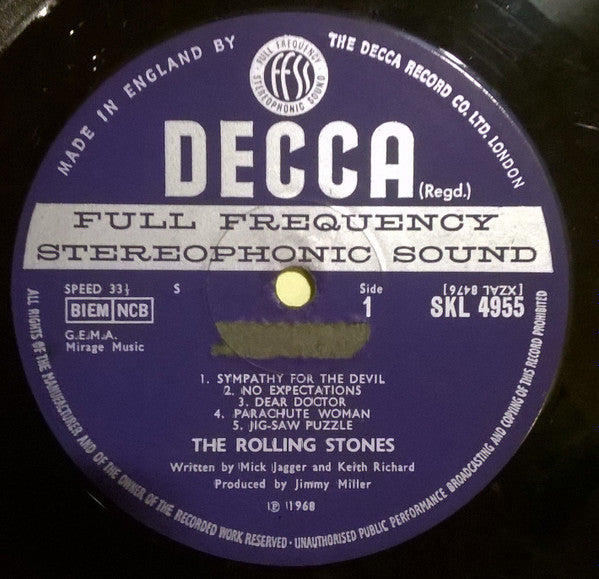 MADE IN ENGLAND BY
THE DECCA RECORD CO. LTD. LONDON
FULL FREQUENCY
FFSS
STEREOPHONIC SOUND
DECCA
(Regd.)
FULL FREQUENCY
STEREOPHONIC SOUND
SPEED 33⅓
S
Side
1
[XZAL 8476]
SKL 4955
BIEM NCB
G.E.M.A.
Mirage Music
1. SYMPATHY FOR THE DEVIL
2. NO EXPECTATIONS
3. DEAR DOCTOR
4. PARACHUTE WOMAN
5. JIG-SAW PUZZLE
THE ROLLING STONES
Written by Mick Jagger and Keith Richard
Produced by Jimmy Miller
℗ 1968
ALL RIGHTS OF THE MANUFACTURER AND OF THE OWNER OF THE RECORDED WORK RESERVED · UNAUTHORISED PUBLIC PERFORMANCE BROADCASTING AND COPYING OF THIS RECORD PROHIBITED